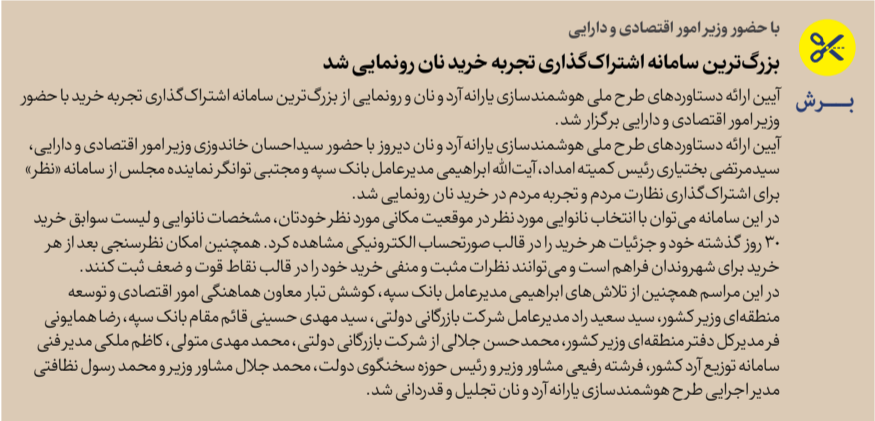 با حضور وزیر امور اقتصادی و دارایی
بزرگ‌ترین سامانه اشتراک‌گذاری تجربه خرید نان رونمایی شد
بـــرش
آیین ارائه دستاوردهای طرح ملی هوشمندسازی یارانه آرد و نان و رونمایی از بزرگ‌ترین سامانه اشتراک‌گذاری تجربه خرید با حضور
وزیر امور اقتصادی و دارایی برگزار شد.
آیین ارائه دستاوردهای طرح ملی هوشمندسازی یارانه آرد و نان دیروز با حضور سیداحسان خاندوزی وزیر امور اقتصادی و دارایی،
سیدمرتضی بختیاری رئیس کمیته امداد، آیت‌الله ابراهیمی مدیرعامل بانک سپه و مجتبی توانگر نماینده مجلس از سامانه «نظر»
برای اشتراک‌گذاری نظارت مردم و تجربه مردم در خرید نان رونمایی شد.
در این سامانه می‌توان با انتخاب نانوایی مورد نظر در موقعیت مکانی مورد نظر خودتان، مشخصات نانوایی و لیست سوابق خرید
۳۰ روز گذشته خود و جزئیات هر خرید را در قالب صورتحساب الکترونیکی مشاهده کرد. همچنین امکان نظرسنجی بعد از هر
خرید برای شهروندان فراهم است و می‌توانند نظرات مثبت و منفی خرید خود را در قالب نقاط قوت و ضعف ثبت کنند.
در این مراسم همچنین از تلاش‌های ابراهیمی مدیرعامل بانک سپه، کوشش تبار معاون هماهنگی امور اقتصادی و توسعه
منطقه‌ای وزیر کشور، سید سعید راد مدیرعامل شرکت بازرگانی دولتی، سید مهدی حسینی قائم مقام بانک سپه، رضا همایونی
فر مدیرکل دفتر منطقه‌ای وزیر کشور، محمدحسن جلالی از شرکت بازرگانی دولتی، محمد مهدی متولی، کاظم ملکی مدیر فنی
سامانه توزیع آرد کشور، فرشته رفیعی مشاور وزیر و رئیس حوزه سخنگوی دولت، محمد جلال مشاور وزیر و محمد رسول نظافتی
مدیر اجرایی طرح هوشمندسازی یارانه آرد و نان تجلیل و قدردانی شد.